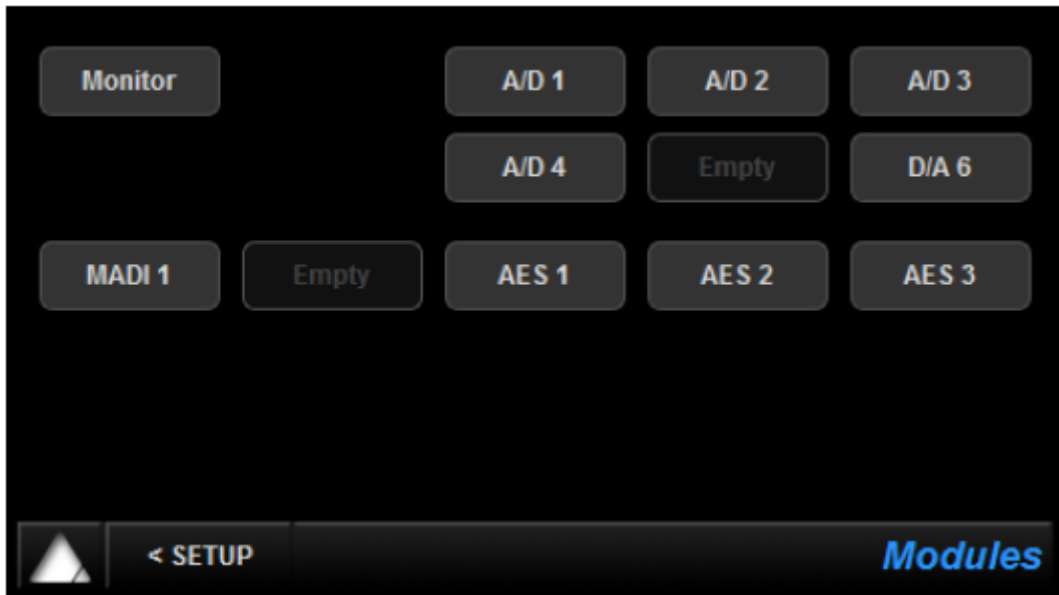 Monitor A/D 1 A/D 2 A/D 3
A/D 4 Empty D/A 6
MADI 1 Empty AES 1 AES 2 AES 3
< SETUP Modules